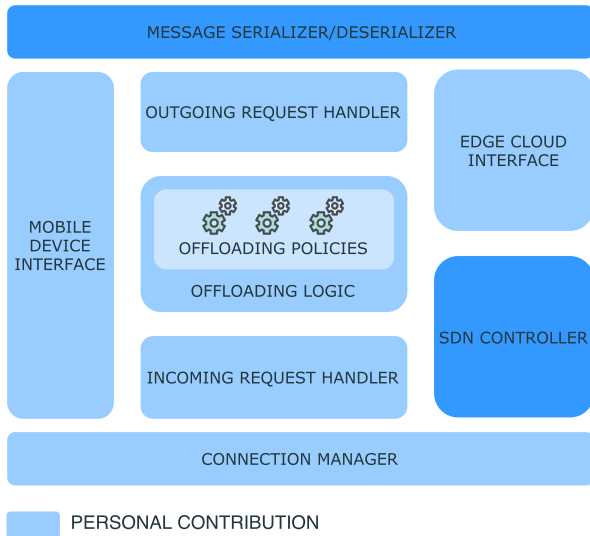 MESSAGE SERIALIZER/DESERIALIZER
OUTGOING REQUEST HANDLER
EDGE CLOUD
INTERFACE
MOBILE
DEVICE
INTERFACE
OFFLOADING POLICIES
OFFLOADING LOGIC
SDN CONTROLLER
INCOMING REQUEST HANDLER
CONNECTION MANAGER
PERSONAL CONTRIBUTION